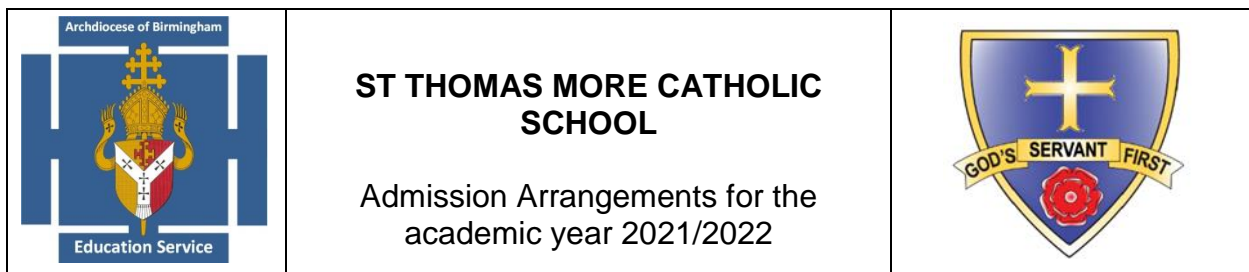 Archdiocese of Birmingham
Education Service
ST THOMAS MORE CATHOLIC
SCHOOL
Admission Arrangements for the
academic year 2021/2022
GOD'S SERVANT FIRST